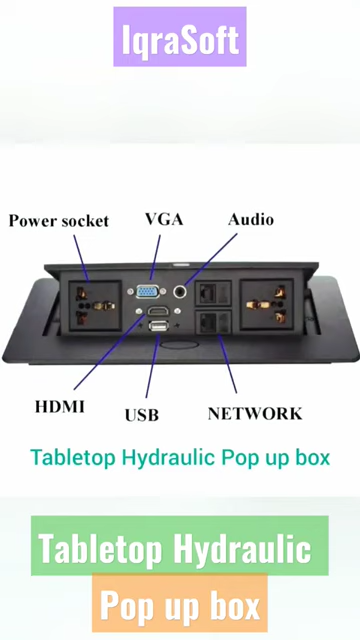 IqraSoft
Power socket VGA Audio
HDMI USB NETWORK
Tabletop Hydraulic Pop up box
Tabletop Hydraulic
Pop up box